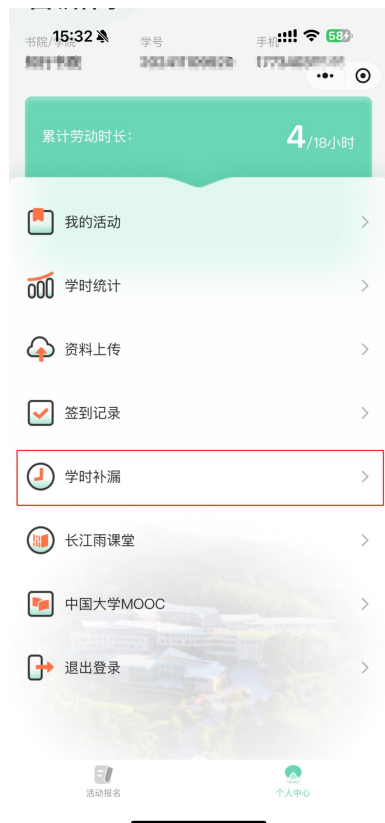 15:32
58
书院/学院 学号 手机
累计劳动时长: 4/18小时
我的活动
学时统计
资料上传
签到记录
学时补漏
长江雨课堂
中国大学MOOC
退出登录
活动报名 个人中心